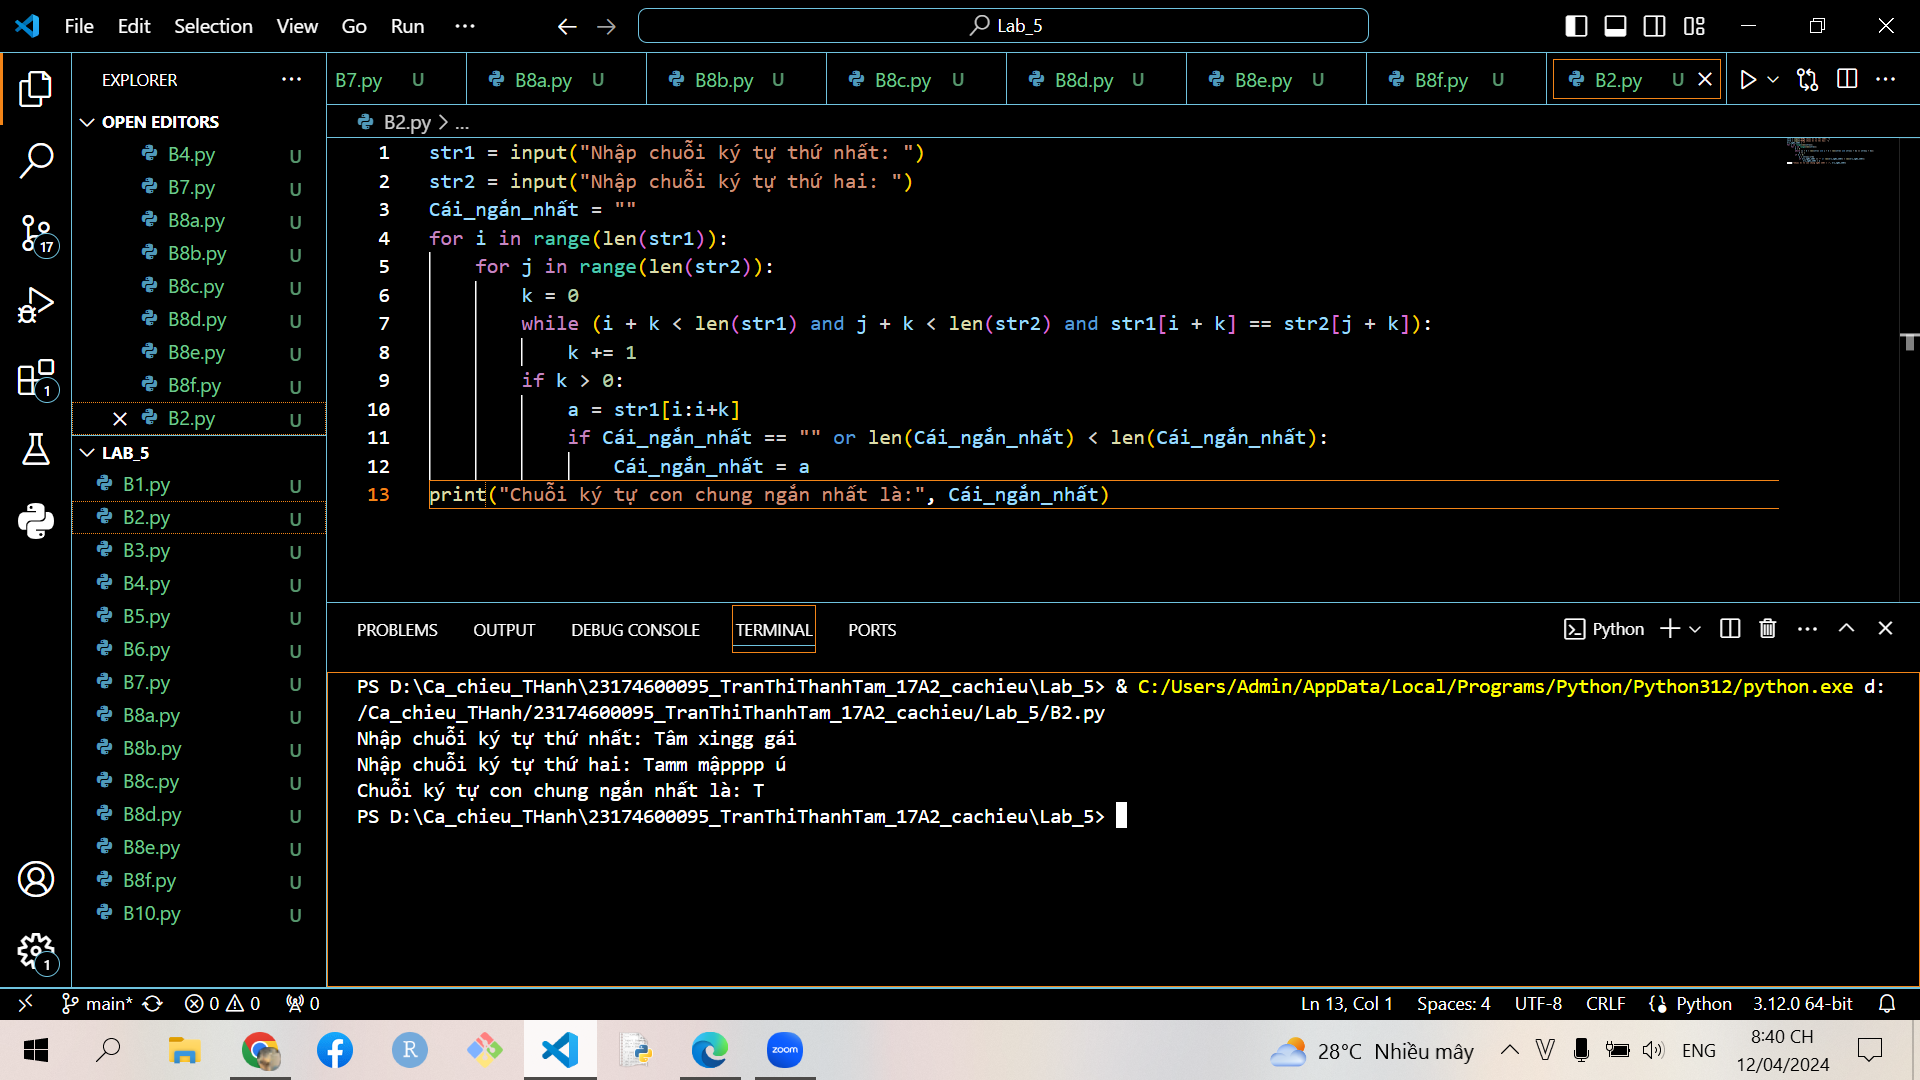 File Edit Selection View Go Run ... Lab_5
EXPLORER ...
B7.py U B8a.py U B8b.py U B8c.py U B8d.py U B8e.py U B8f.py U B2.py U
OPEN EDITORS
B4.py U
B7.py U
B8a.py U
B8b.py U
B8c.py U
B8d.py U
B8e.py U
B8f.py U
B2.py U
LAB_5
B1.py U
B2.py U
B3.py U
B4.py U
B5.py U
B6.py U
B7.py U
B8a.py U
B8b.py U
B8c.py U
B8d.py U
B8e.py U
B8f.py U
B10.py U
17
1
1
B2.py > ...
1 str1 = input("Nhập chuỗi ký tự thứ nhất: ")
2 str2 = input("Nhập chuỗi ký tự thứ hai: ")
3 Cái_ngắn_nhất = ""
4 for i in range(len(str1)):
5 for j in range(len(str2)):
6 k = 0
7 while (i + k < len(str1) and j + k < len(str2) and str1[i + k] == str2[j + k]):
8 k += 1
9 if k > 0:
10 a = str1[i:i+k]
11 if Cái_ngắn_nhất == "" or len(Cái_ngắn_nhất) < len(Cái_ngắn_nhất):
12 Cái_ngắn_nhất = a
13 print("Chuỗi ký tự con chung ngắn nhất là:", Cái_ngắn_nhất)
PROBLEMS OUTPUT DEBUG CONSOLE TERMINAL PORTS Python
PS D:\Ca_chieu_THanh\23174600095_TranThiThanhTam_17A2_cachieu\Lab_5> & C:/Users/Admin/AppData/Local/Programs/Python/Python312/python.exe d:
/Ca_chieu_THanh/23174600095_TranThiThanhTam_17A2_cachieu/Lab_5/B2.py
Nhập chuỗi ký tự thứ nhất: Tâm xingg gái
Nhập chuỗi ký tự thứ hai: Tamm mậpppp ú
Chuỗi ký tự con chung ngắn nhất là: T
PS D:\Ca_chieu_THanh\23174600095_TranThiThanhTam_17A2_cachieu\Lab_5>
main* 0 0 0 Ln 13, Col 1 Spaces: 4 UTF-8 CRLF Python 3.12.0 64-bit
R zoom 28°C Nhiều mây ENG 8:40 CH
12/04/2024